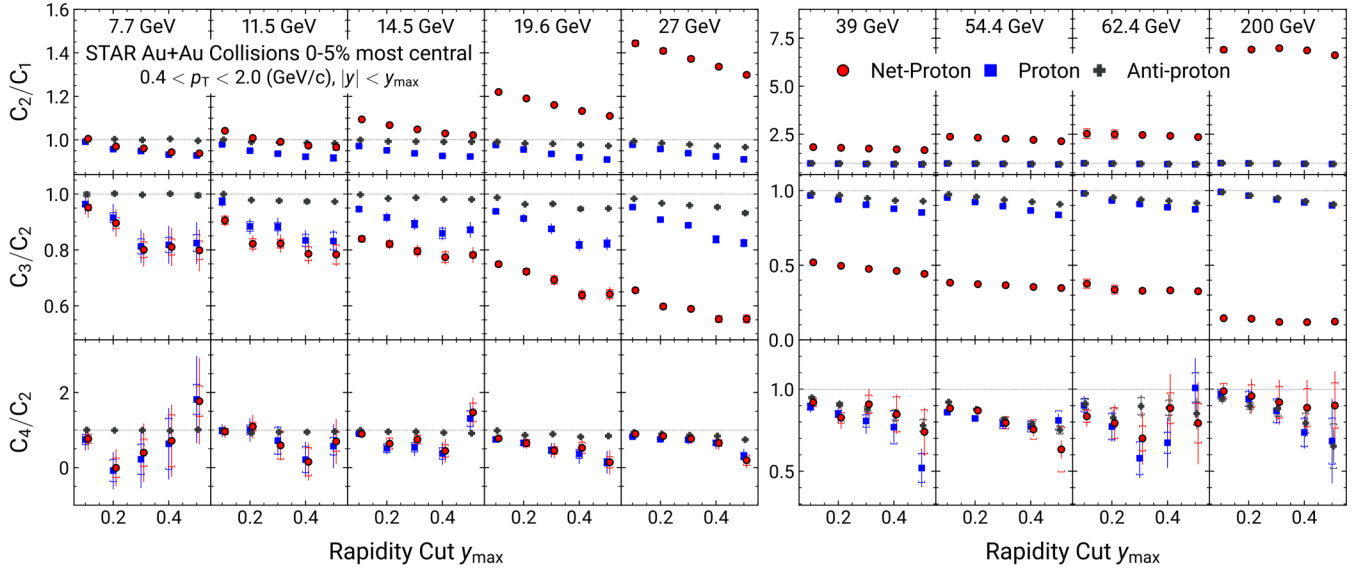 7.7 GeV 11.5 GeV 14.5 GeV 19.6 GeV 27 GeV 39 GeV 54.4 GeV 62.4 GeV 200 GeV
STAR Au+Au Collisions 0-5% most central
0.4 < p_T < 2.0 (GeV/c), |y| < y_max
Net-Proton Proton Anti-proton
C₂/C₁
1.6
1.4
1.2
1.0
7.5
5.0
2.5
C₃/C₂
1.0
0.8
0.6
1.0
0.5
0.0
C₄/C₂
2
0
1.0
0.5
0.2 0.4 0.2 0.4 0.2 0.4 0.2 0.4 0.2 0.4 0.2 0.4 0.2 0.4 0.2 0.4 0.2 0.4
Rapidity Cut y_max Rapidity Cut y_max